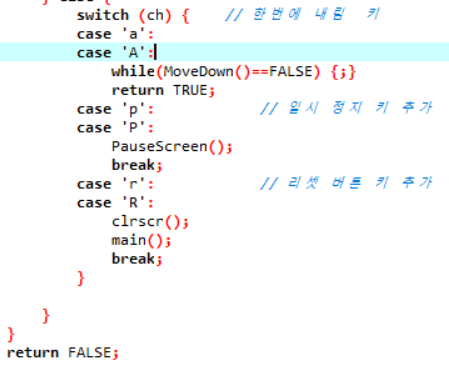 } else {
switch (ch) { // 한번에 내림 키
case 'a':
case 'A':
while(MoveDown()==FALSE) {;}
return TRUE;
case 'p': // 일시 정지 키 추가
case 'P':
PauseScreen();
break;
case 'r': // 리셋 버튼 키 추가
case 'R':
clrscr();
main();
break;
}
}
}
return FALSE;